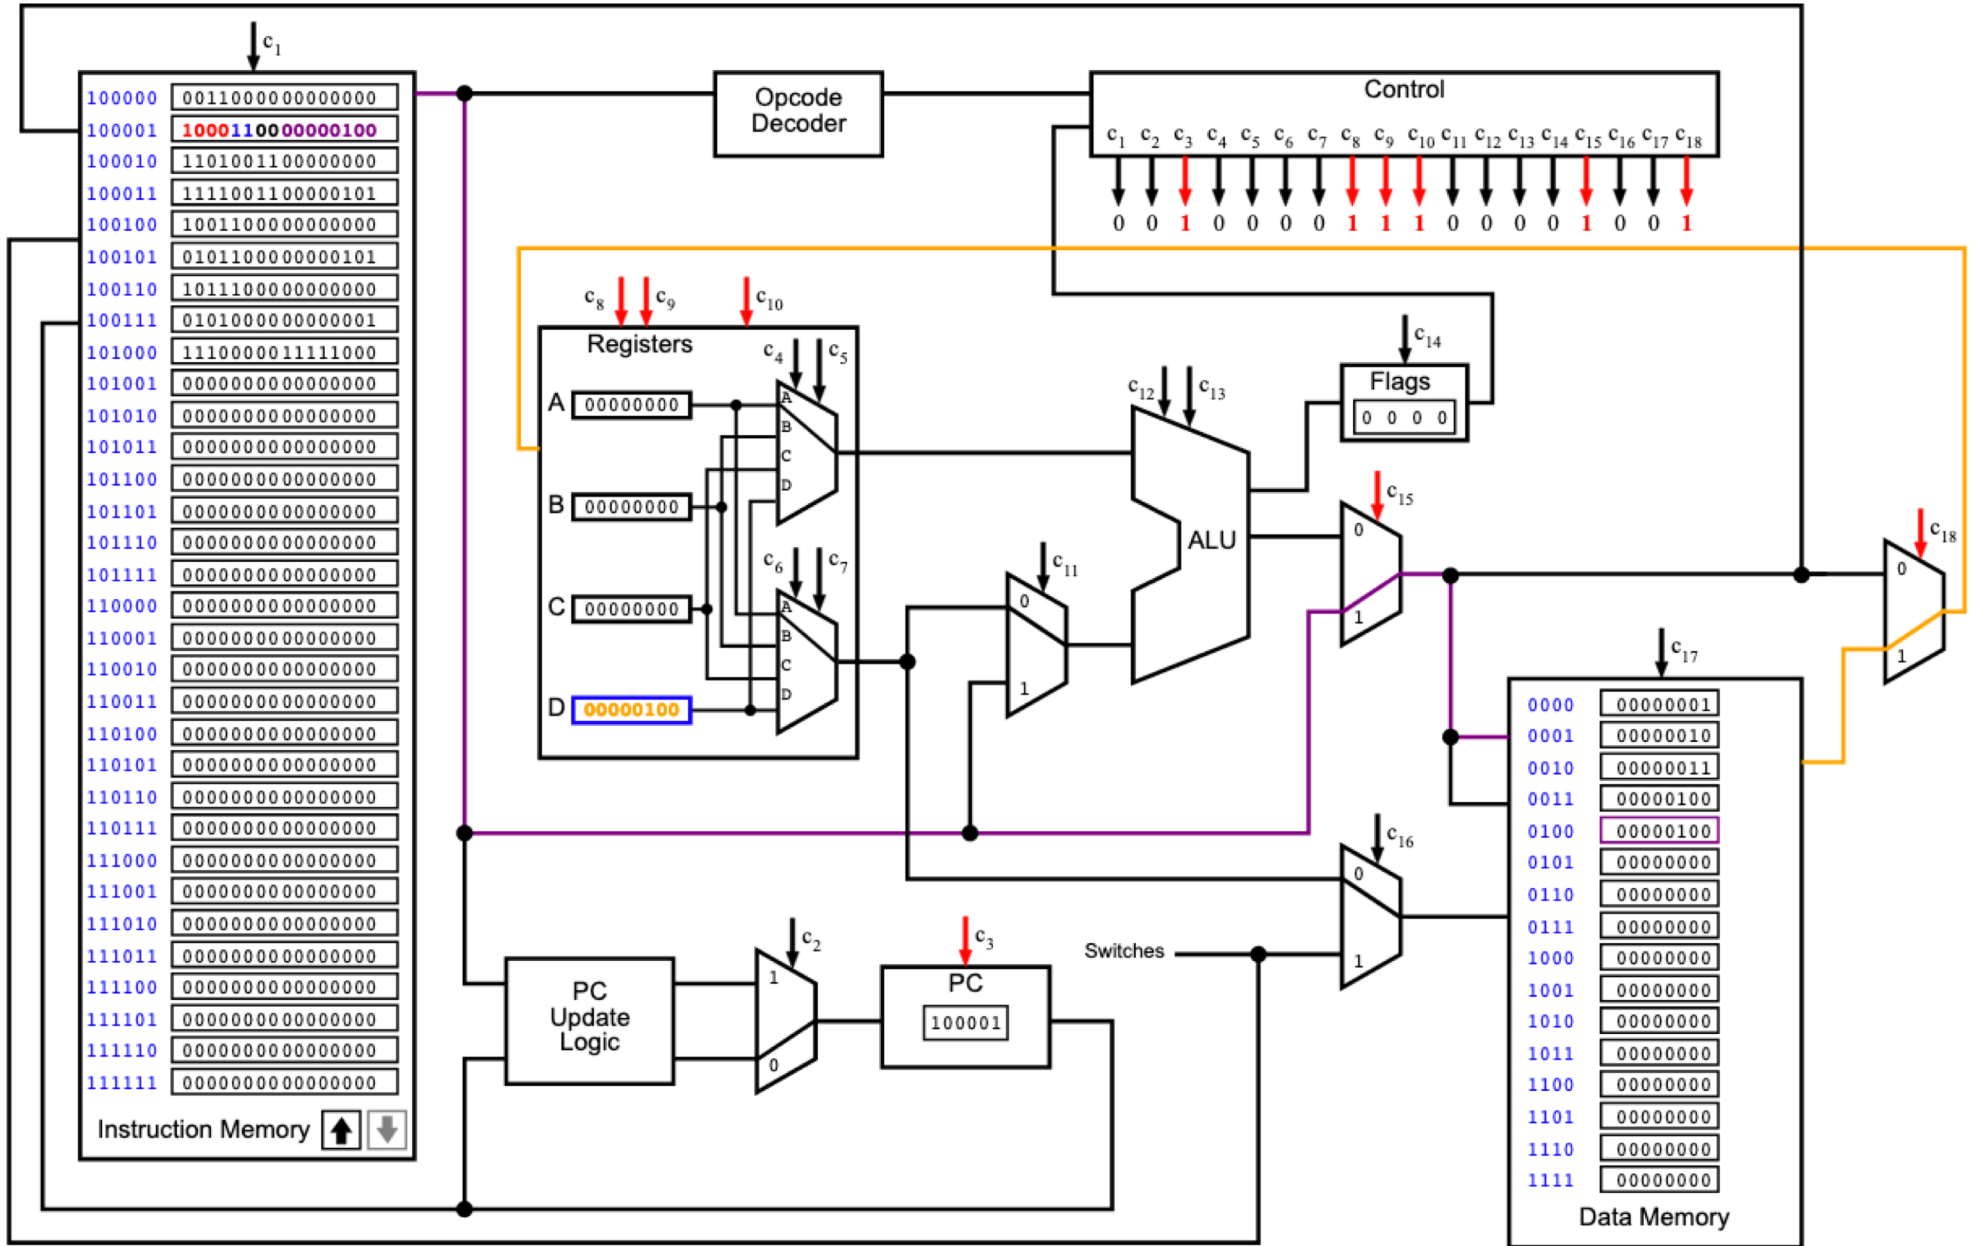 c1
100000 0011000000000000
100001 1000110000000100
100010 1101001100000000
100011 1111001100000101
100100 1001100000000000
100101 0101100000000101
100110 1011100000000000
100111 0101000000000001
101000 1110000011111000
101001 0000000000000000
101010 0000000000000000
101011 0000000000000000
101100 0000000000000000
101101 0000000000000000
101110 0000000000000000
101111 0000000000000000
110000 0000000000000000
110001 0000000000000000
110010 0000000000000000
110011 0000000000000000
110100 0000000000000000
110101 0000000000000000
110110 0000000000000000
110111 0000000000000000
111000 0000000000000000
111001 0000000000000000
111010 0000000000000000
111011 0000000000000000
111100 0000000000000000
111101 0000000000000000
111110 0000000000000000
111111 0000000000000000
Instruction Memory
Opcode
Decoder
Control
c1 c2 c3 c4 c5 c6 c7 c8 c9 c10 c11 c12 c13 c14 c15 c16 c17 c18
0 0 1 0 0 0 0 1 1 1 0 0 0 0 1 0 0 1
c8 c9 c10
Registers
c4 c5
A 00000000
A
B
C
D
B 00000000
c6 c7
C 00000000
A
B
C
D
D 00000100
c11
0
1
c12 c13
ALU
c14
Flags
0 0 0 0
c15
0
1
c18
0
1
c16
0
1
Switches
PC
Update
Logic
c2
1
0
c3
PC
100001
c17
0000 00000001
0001 00000010
0010 00000011
0011 00000100
0100 00000100
0101 00000000
0110 00000000
0111 00000000
1000 00000000
1001 00000000
1010 00000000
1011 00000000
1100 00000000
1101 00000000
1110 00000000
1111 00000000
Data Memory